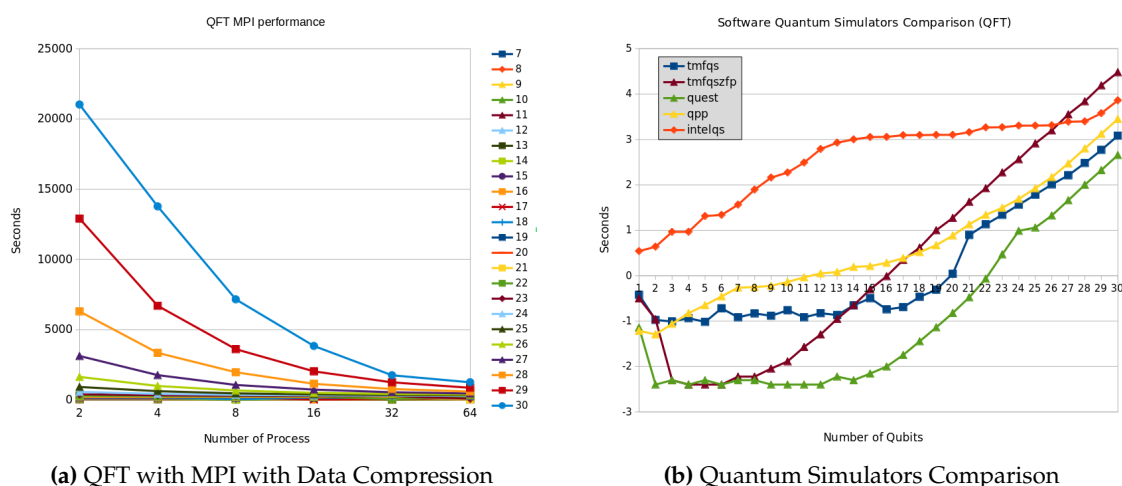 QFT MPI performance
25000
20000
15000
10000
5000
0
Seconds
2 4 8 16 32 64
Number of Process
7
8
9
10
11
12
13
14
15
16
17
18
19
20
21
22
23
24
25
26
27
28
29
30
(a) QFT with MPI with Data Compression
Software Quantum Simulators Comparison (QFT)
5
4
3
2
1
0
-1
-2
-3
Seconds
tmfqs
tmfqszfp
quest
qpp
intelqs
1 2 3 4 5 6 7 8 9 10 11 12 13 14 15 16 17 18 19 20 21 22 23 24 25 26 27 28 29 30
Number of Qubits
(b) Quantum Simulators Comparison